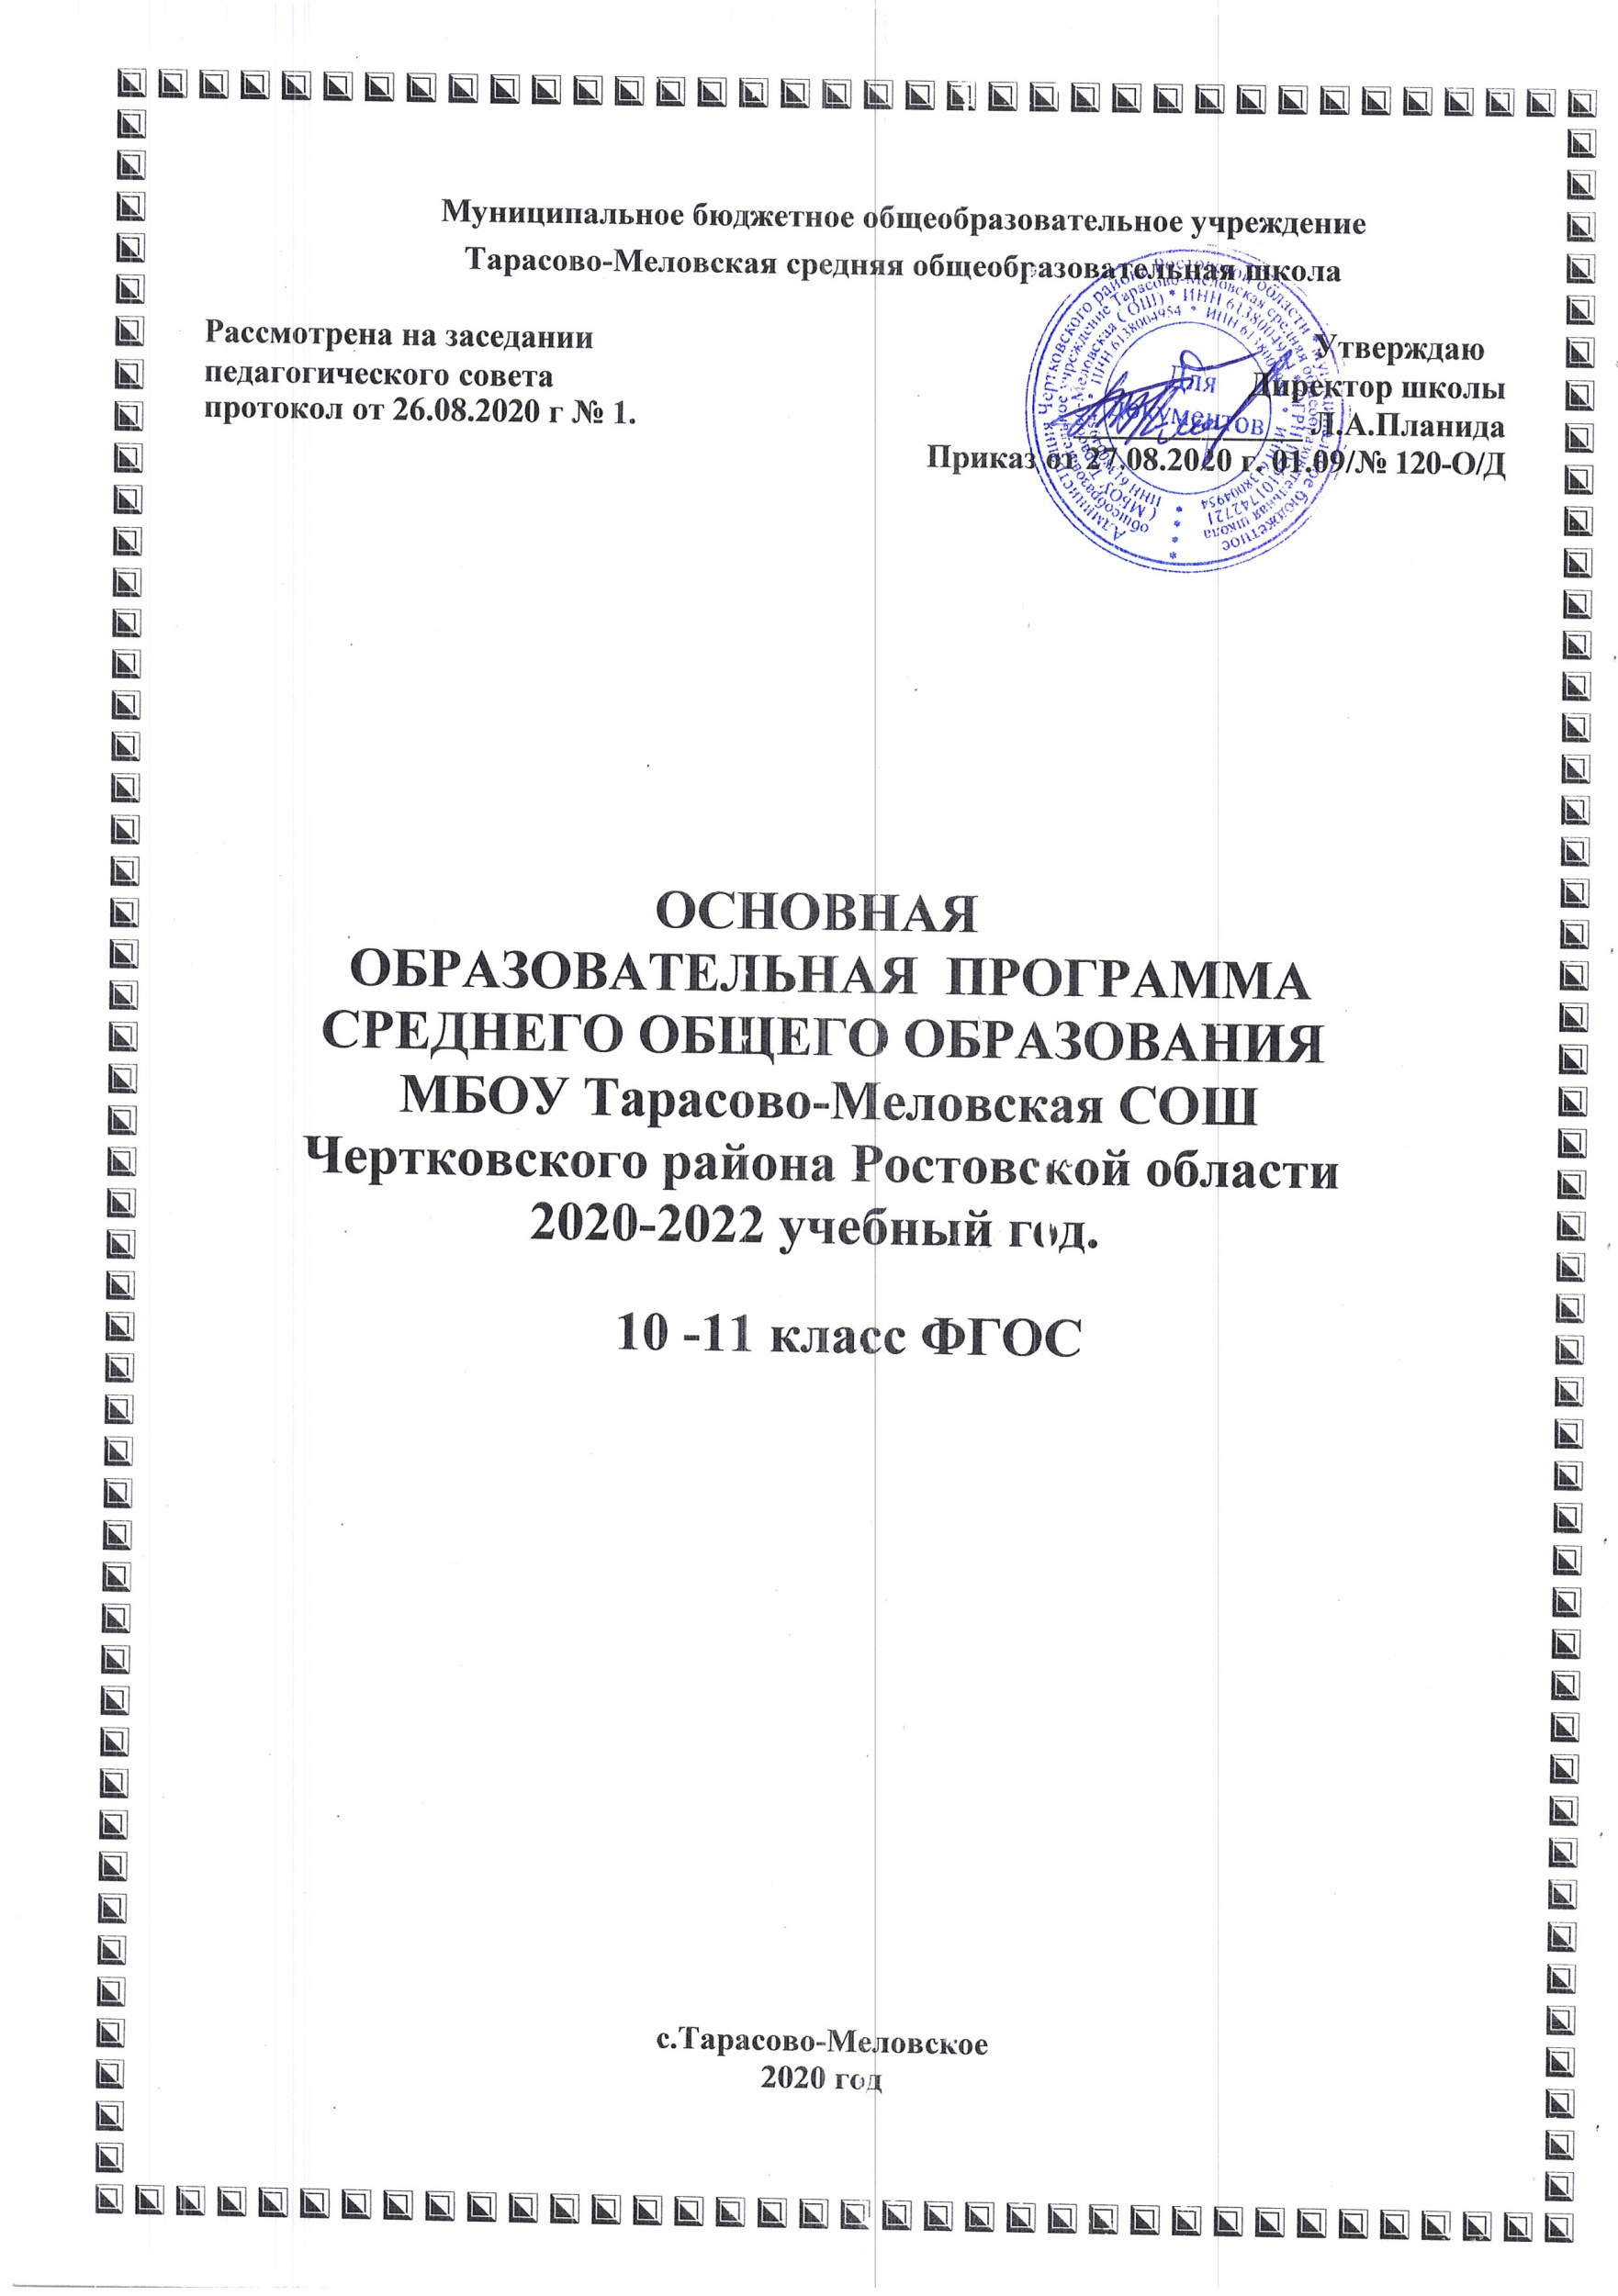 Муниципальное бюджетное общеобразовательное учреждение
Тарасово-Меловская средняя общеобразовательная школа
Рассмотрена на заседании
педагогического совета
протокол от 26.08.2020 г № 1.
Утверждаю
Директор школы
Л.А.Планида
Приказ от 27.08.2020 г. 01.09/№ 120-О/Д
Для
документов
ОСНОВНАЯ
ОБРАЗОВАТЕЛЬНАЯ ПРОГРАММА
СРЕДНЕГО ОБЩЕГО ОБРАЗОВАНИЯ
МБОУ Тарасово-Меловская СОШ
Чертковского района Ростовской области
2020-2022 учебный год.
10 -11 класс ФГОС
с.Тарасово-Меловское
2020 год